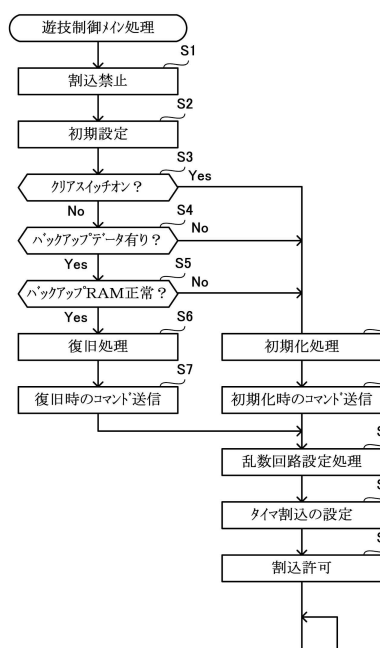 遊技制御メイン処理
S1
割込禁止
S2
初期設定
S3
クリアスイッチオン？
Yes
No
S4
バックアップデータ有り？
No
Yes
S5
バックアップRAM正常？
No
Yes
S6
復旧処理
初期化処理
S7
復旧時のコマンド送信
初期化時のコマンド送信
乱数回路設定処理
タイマ割込の設定
割込許可